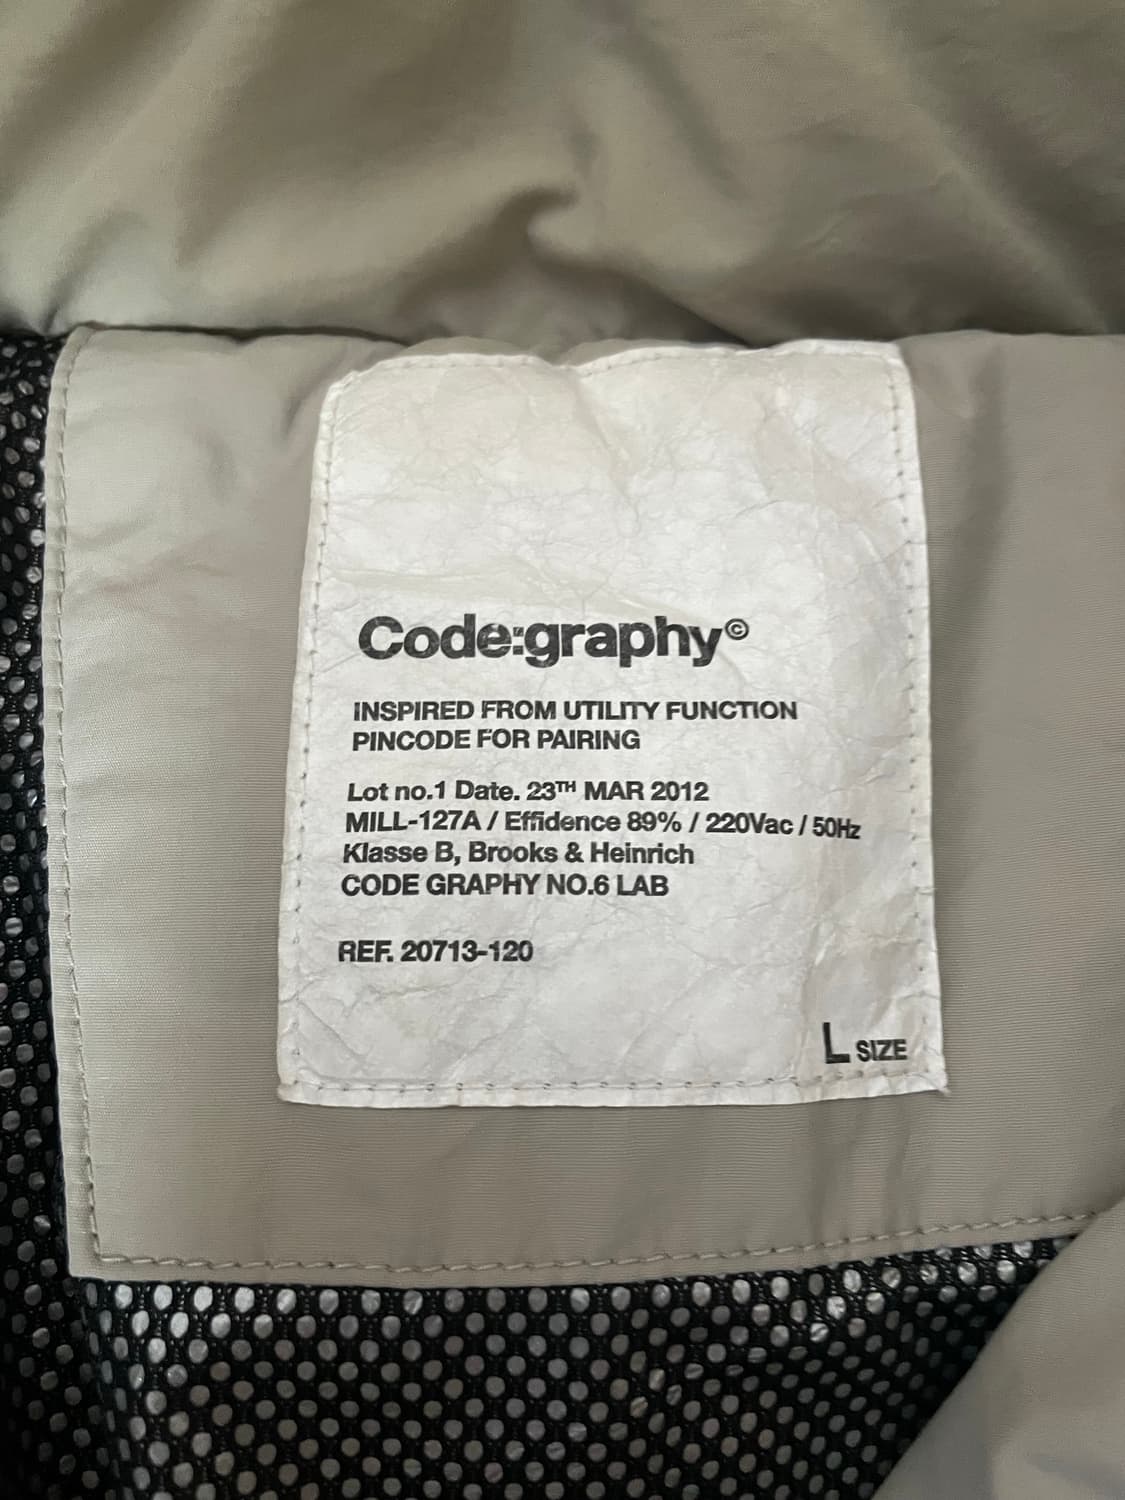 Code:graphy©
INSPIRED FROM UTILITY FUNCTION
PINCODE FOR PAIRING
Lot no.1 Date. 23TH MAR 2012
MILL-127A / Effidence 89% / 220Vac / 50Hz
Klasse B, Brooks & Heinrich
CODE GRAPHY NO.6 LAB
REF. 20713-120
L SIZE